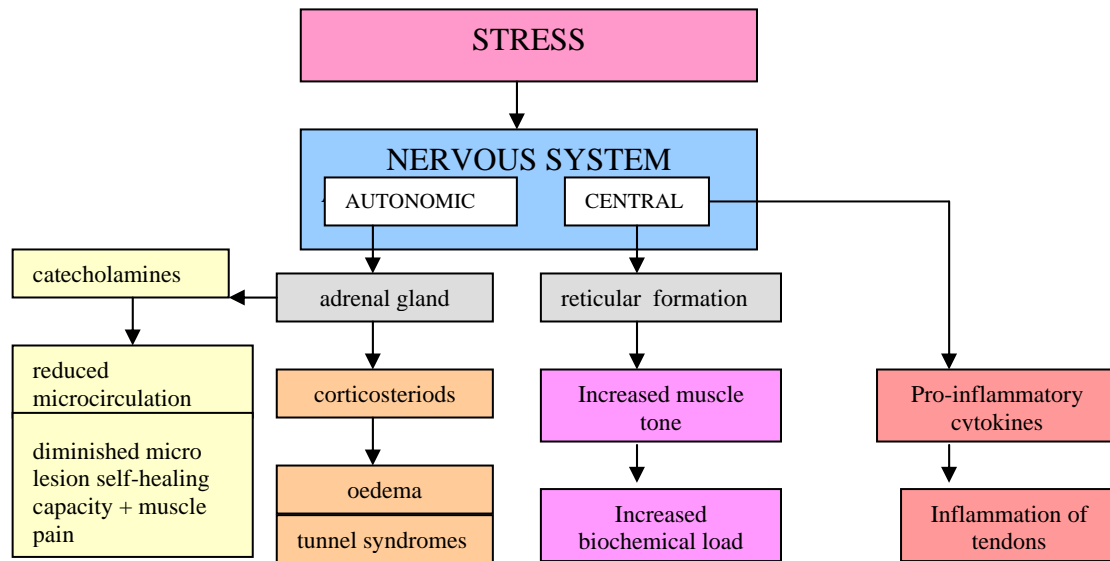 STRESS
NERVOUS SYSTEM
AUTONOMIC
CENTRAL
catecholamines
adrenal gland
reticular formation
reduced
microcirculation
corticosteriods
Increased muscle
tone
Pro-inflammatory
cytokines
diminished micro
lesion self-healing
capacity + muscle
pain
oedema
tunnel syndromes
Increased
biochemical load
Inflammation of
tendons